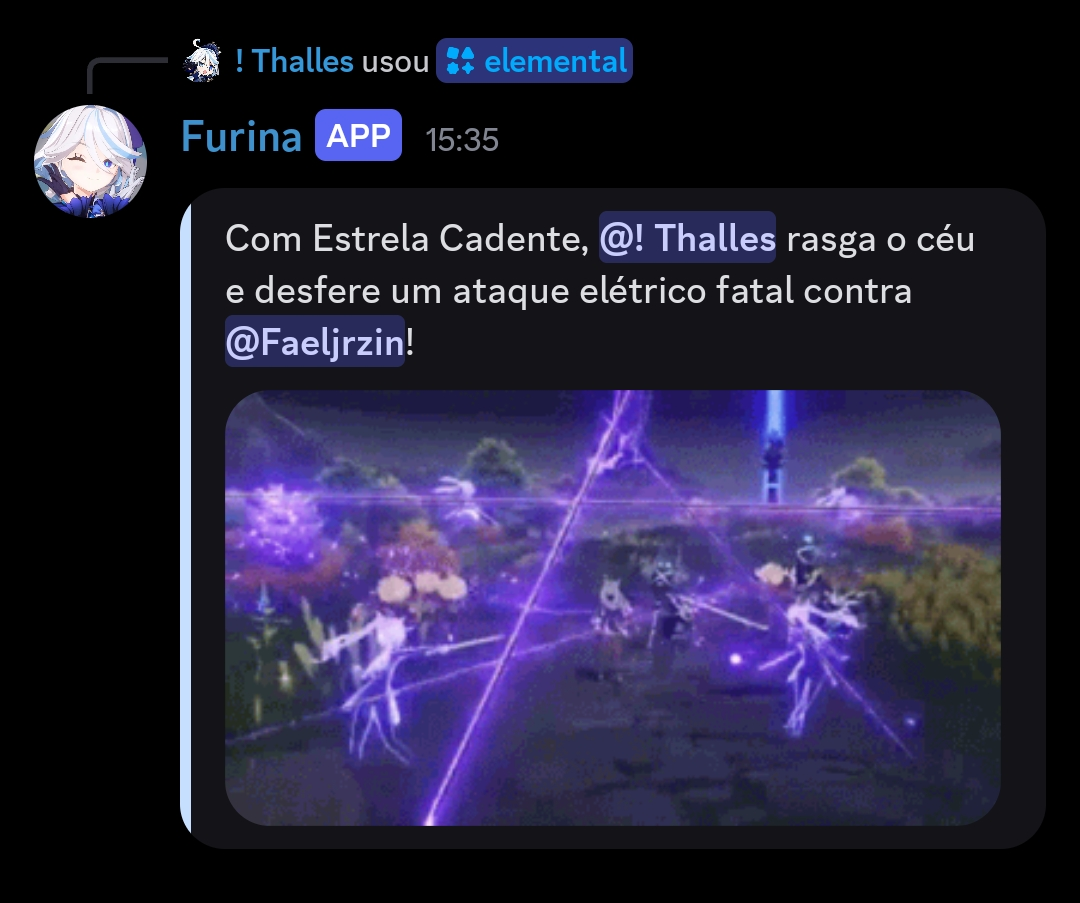 ! Thalles usou elemental
Furina APP 15:35
Com Estrela Cadente, @! Thalles rasga o céu
e desfere um ataque elétrico fatal contra
@Faeljrzin!